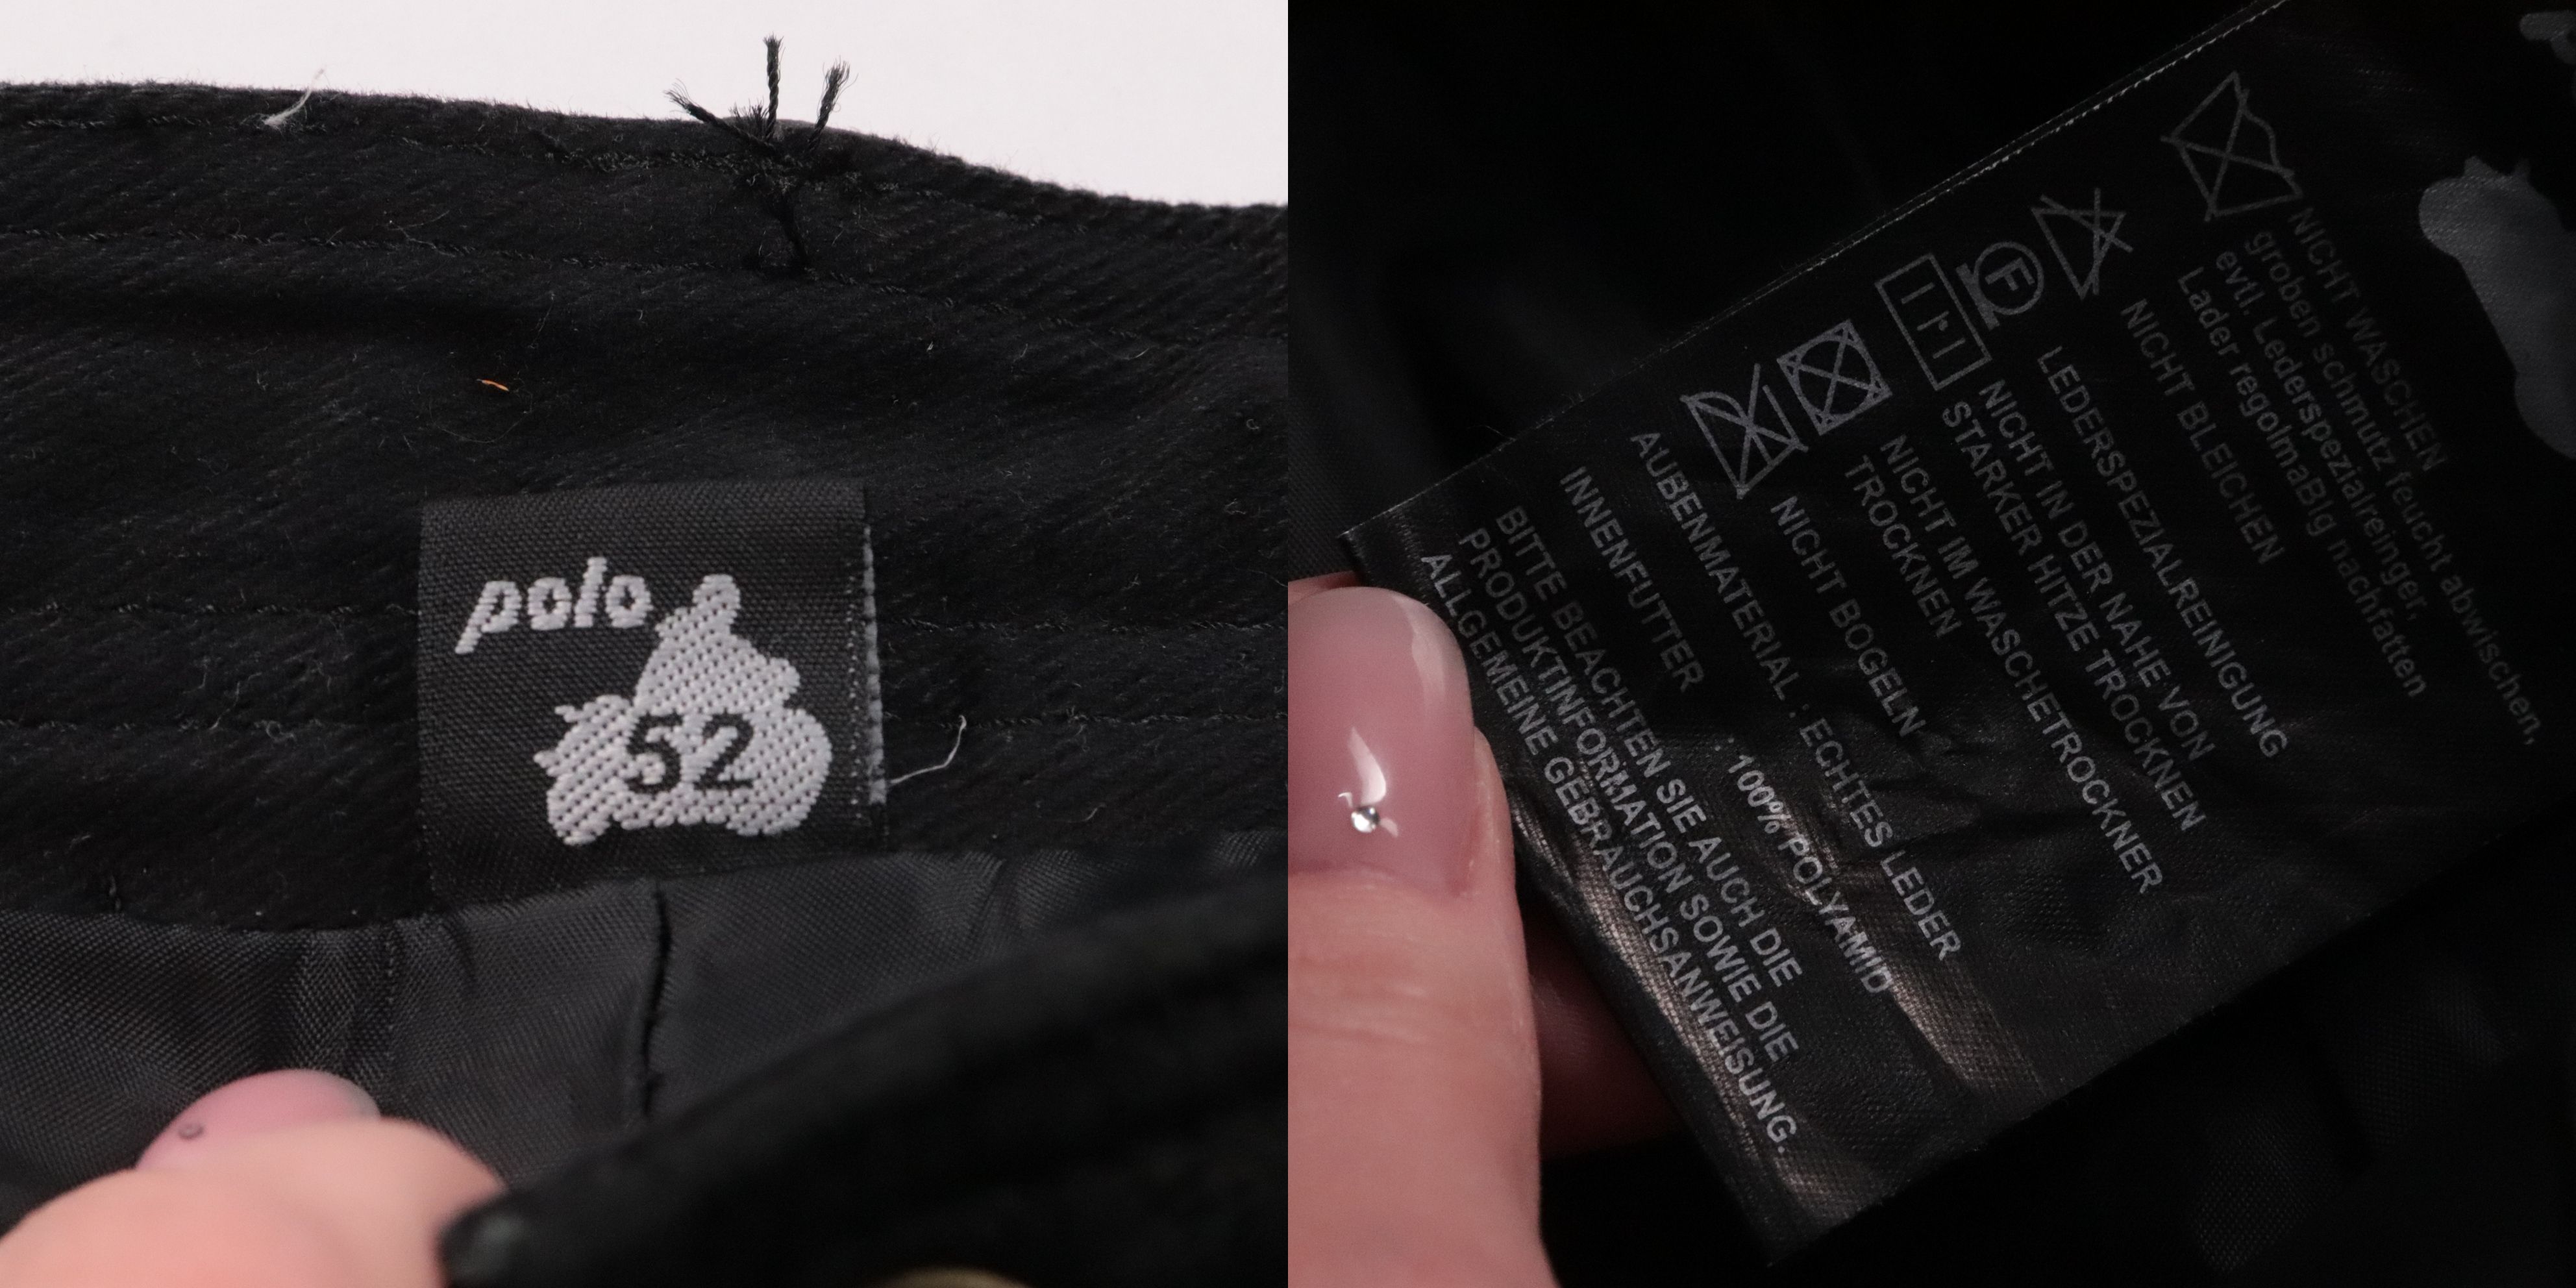 polo
52
NICHT WASCHEN
groben schmutz feucht abwischen,
evtl. Lederspezialreinger,
Lader regolmaBlg nachfatten
NICHT BLEICHEN
F
LEDERSPEZIALREINIGUNG
NICHT IN DER NAHE VON
STARKER HITZE TROCKNEN
NICHT IM WASCHETROCKNER
TROCKNEN
NICHT BOGELN
AUBENMATERIAL : ECHTES LEDER
INNENFUTTER : 100% POLYAMID
BITTE BEACHTEN SIE AUCH DIE
PRODUKTINFORMATION SOWIE DIE
ALLGEMEINE GEBRAUCHSANWEISUNG.